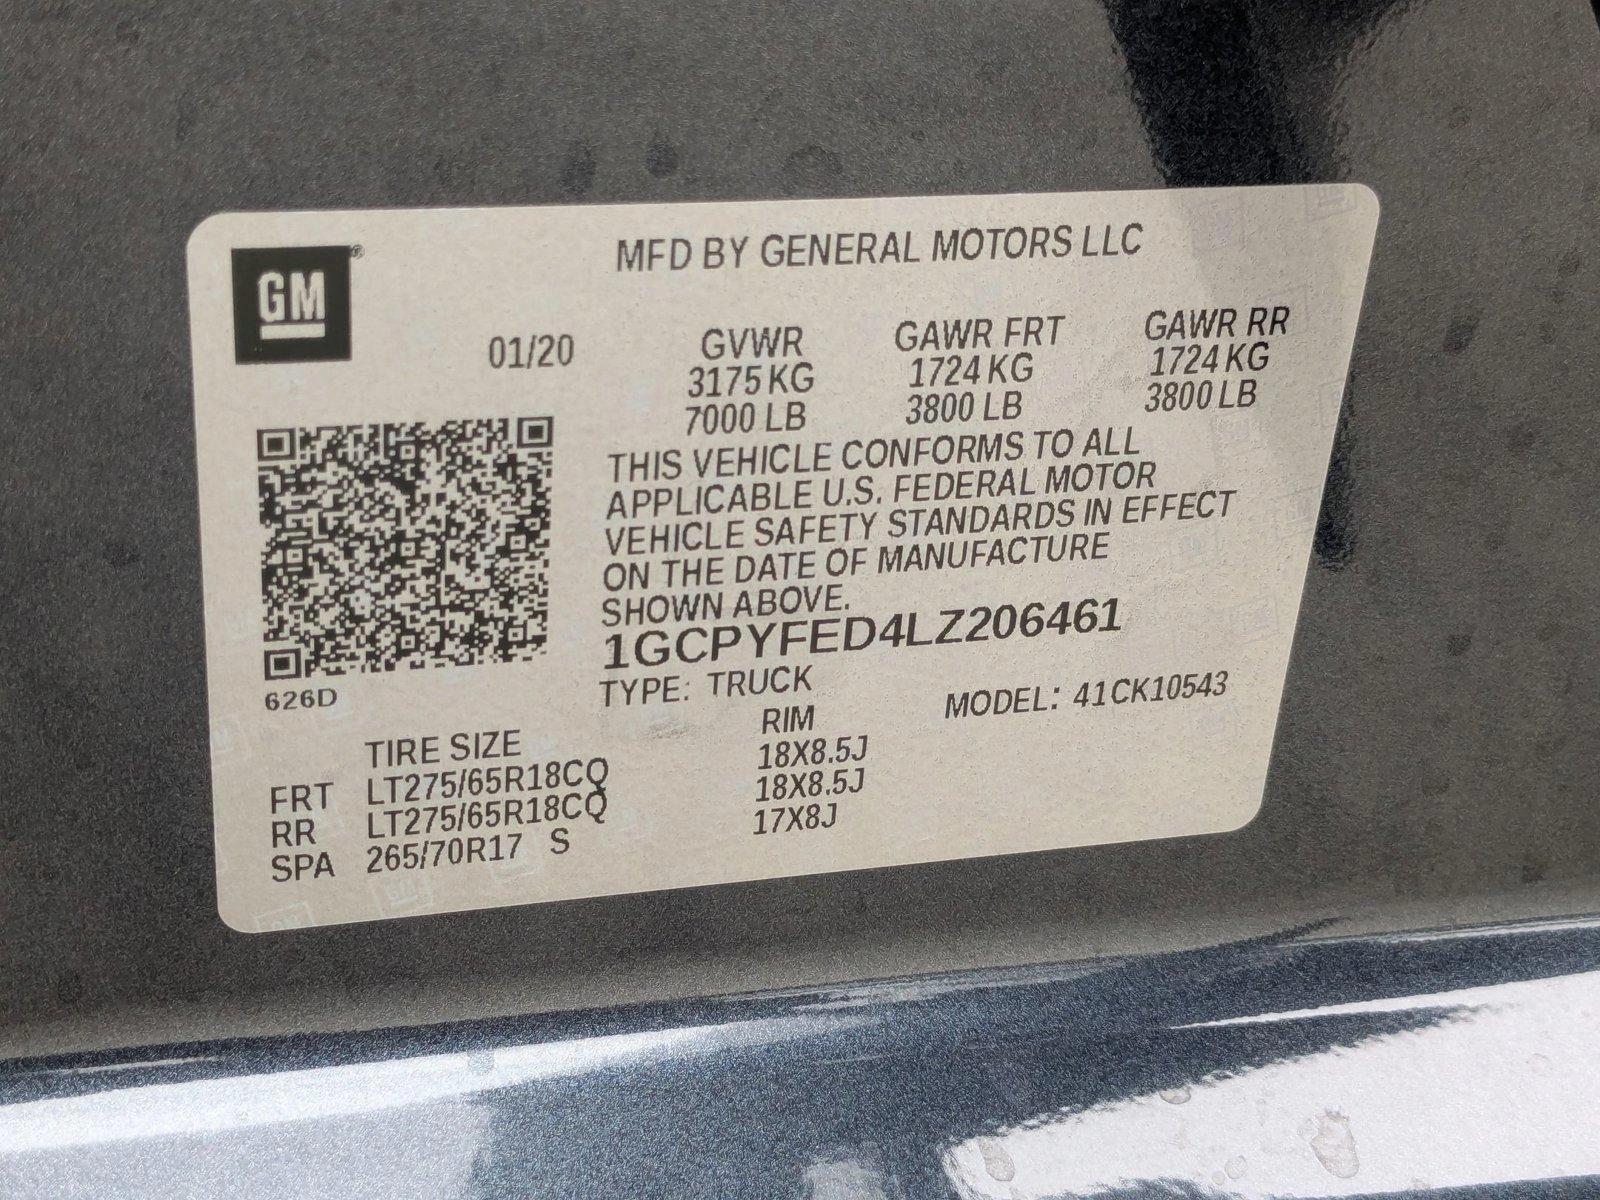 GM®
MFD BY GENERAL MOTORS LLC
01/20 GVWR GAWR FRT GAWR RR
3175 KG 1724 KG 1724 KG
7000 LB 3800 LB 3800 LB
THIS VEHICLE CONFORMS TO ALL
APPLICABLE U.S. FEDERAL MOTOR
VEHICLE SAFETY STANDARDS IN EFFECT
ON THE DATE OF MANUFACTURE
SHOWN ABOVE.
1GCPYFED4LZ206461
626D
TYPE: TRUCK MODEL: 41CK10543
TIRE SIZE RIM
FRT LT275/65R18CQ 18X8.5J
RR LT275/65R18CQ 18X8.5J
SPA 265/70R17 S 17X8J